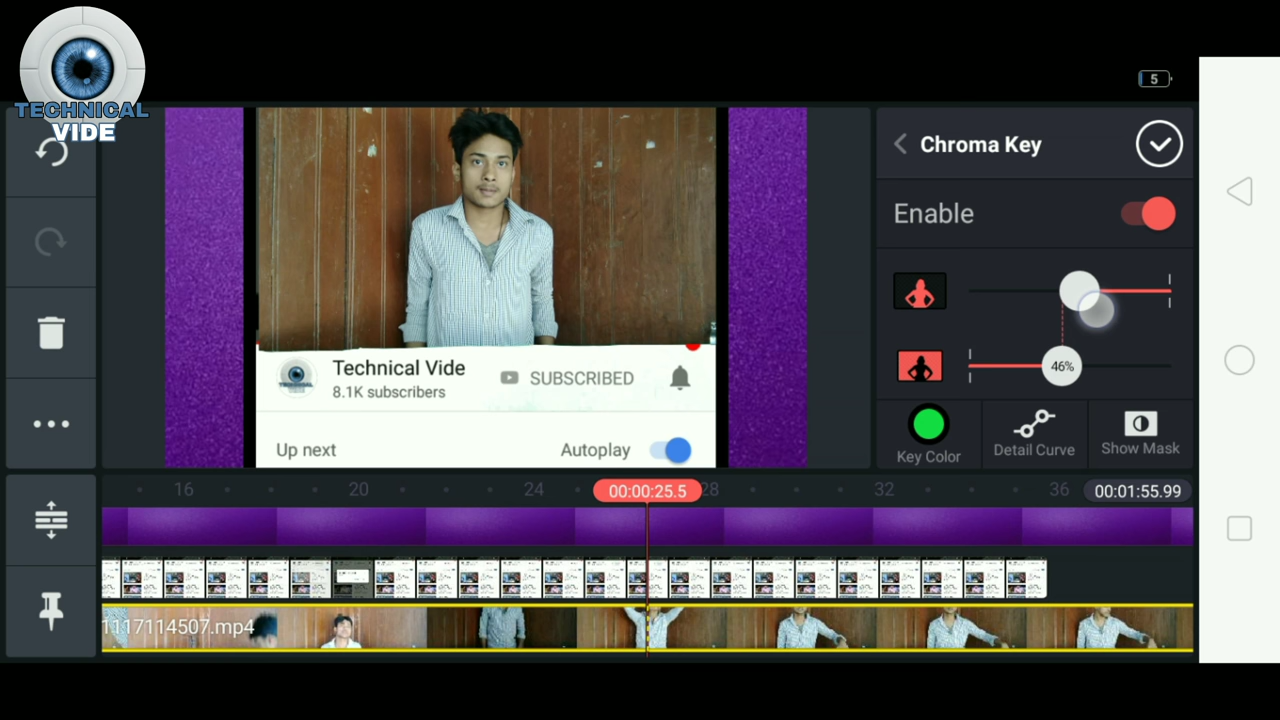 TECHNICAL
VIDE
5
Chroma Key
Enable
46%
Key Color
Detail Curve
Show Mask
Technical Vide
8.1K subscribers
SUBSCRIBED
Up next
Autoplay
16
20
24
00:00:25.5
28
32
36
00:01:55.99
1117114507.mp4